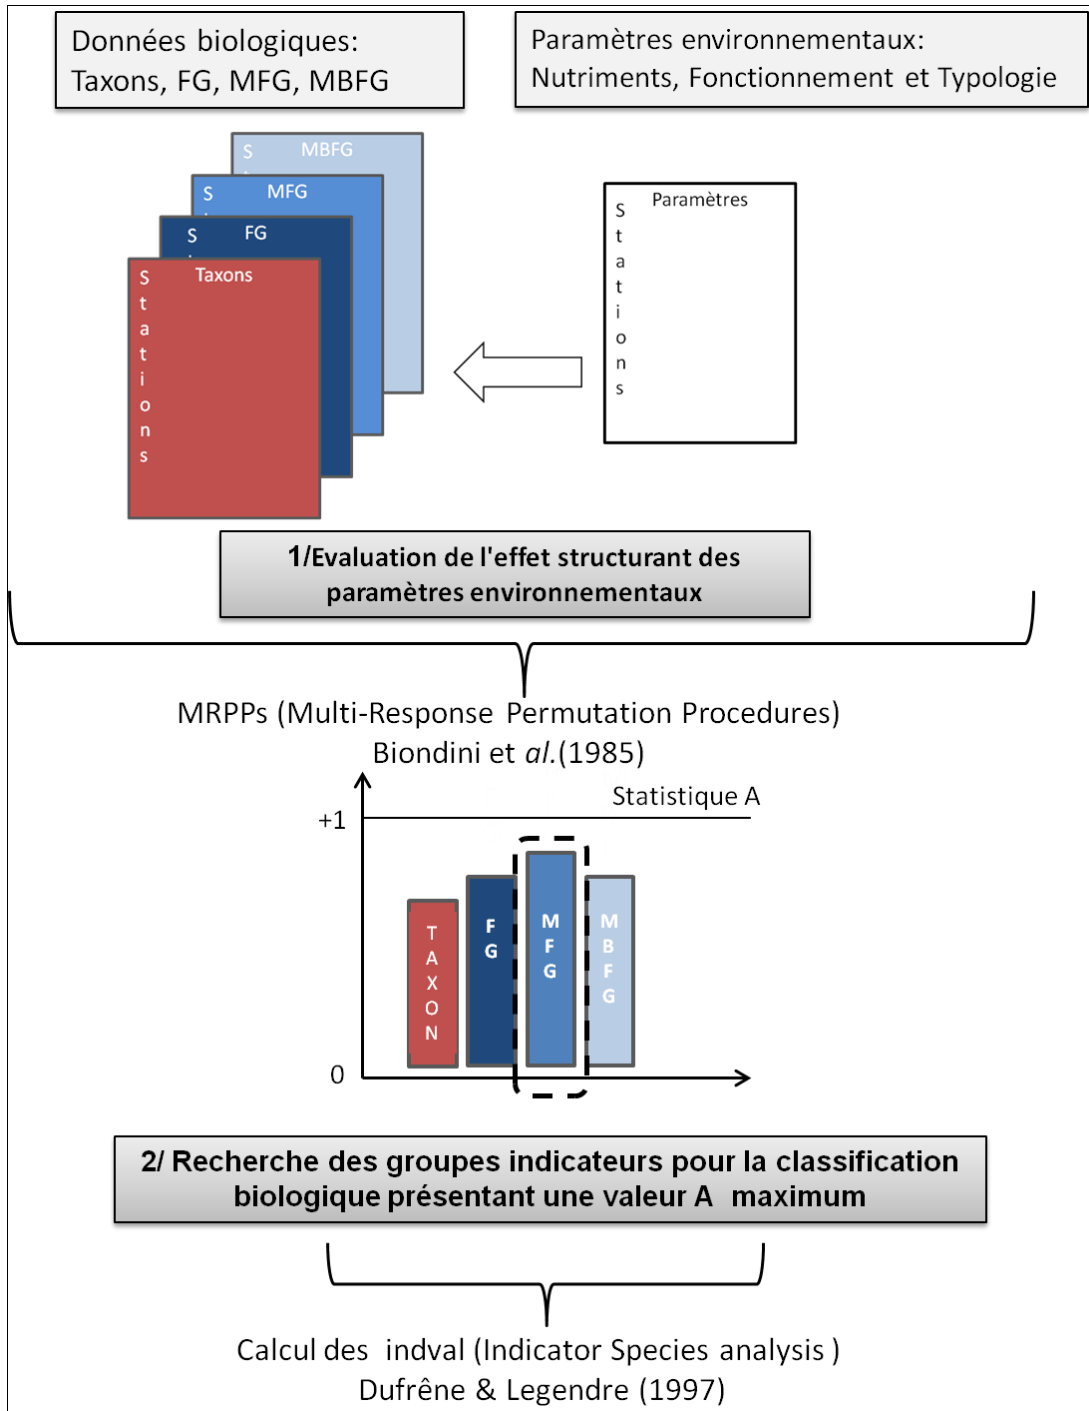 Données biologiques:
Taxons, FG, MFG, MBFG
Paramètres environnementaux:
Nutriments, Fonctionnement et Typologie
S MBFG
S MFG
S FG
Stations Taxons
Stations Paramètres
1/Evaluation de l'effet structurant des
paramètres environnementaux
MRPPs (Multi-Response Permutation Procedures)
Biondini et al.(1985)
Statistique A
+1
TAXON
FG
MFG
MBFG
0
2/ Recherche des groupes indicateurs pour la classification
biologique présentant une valeur A maximum
Calcul des indval (Indicator Species analysis )
Dufrêne & Legendre (1997)